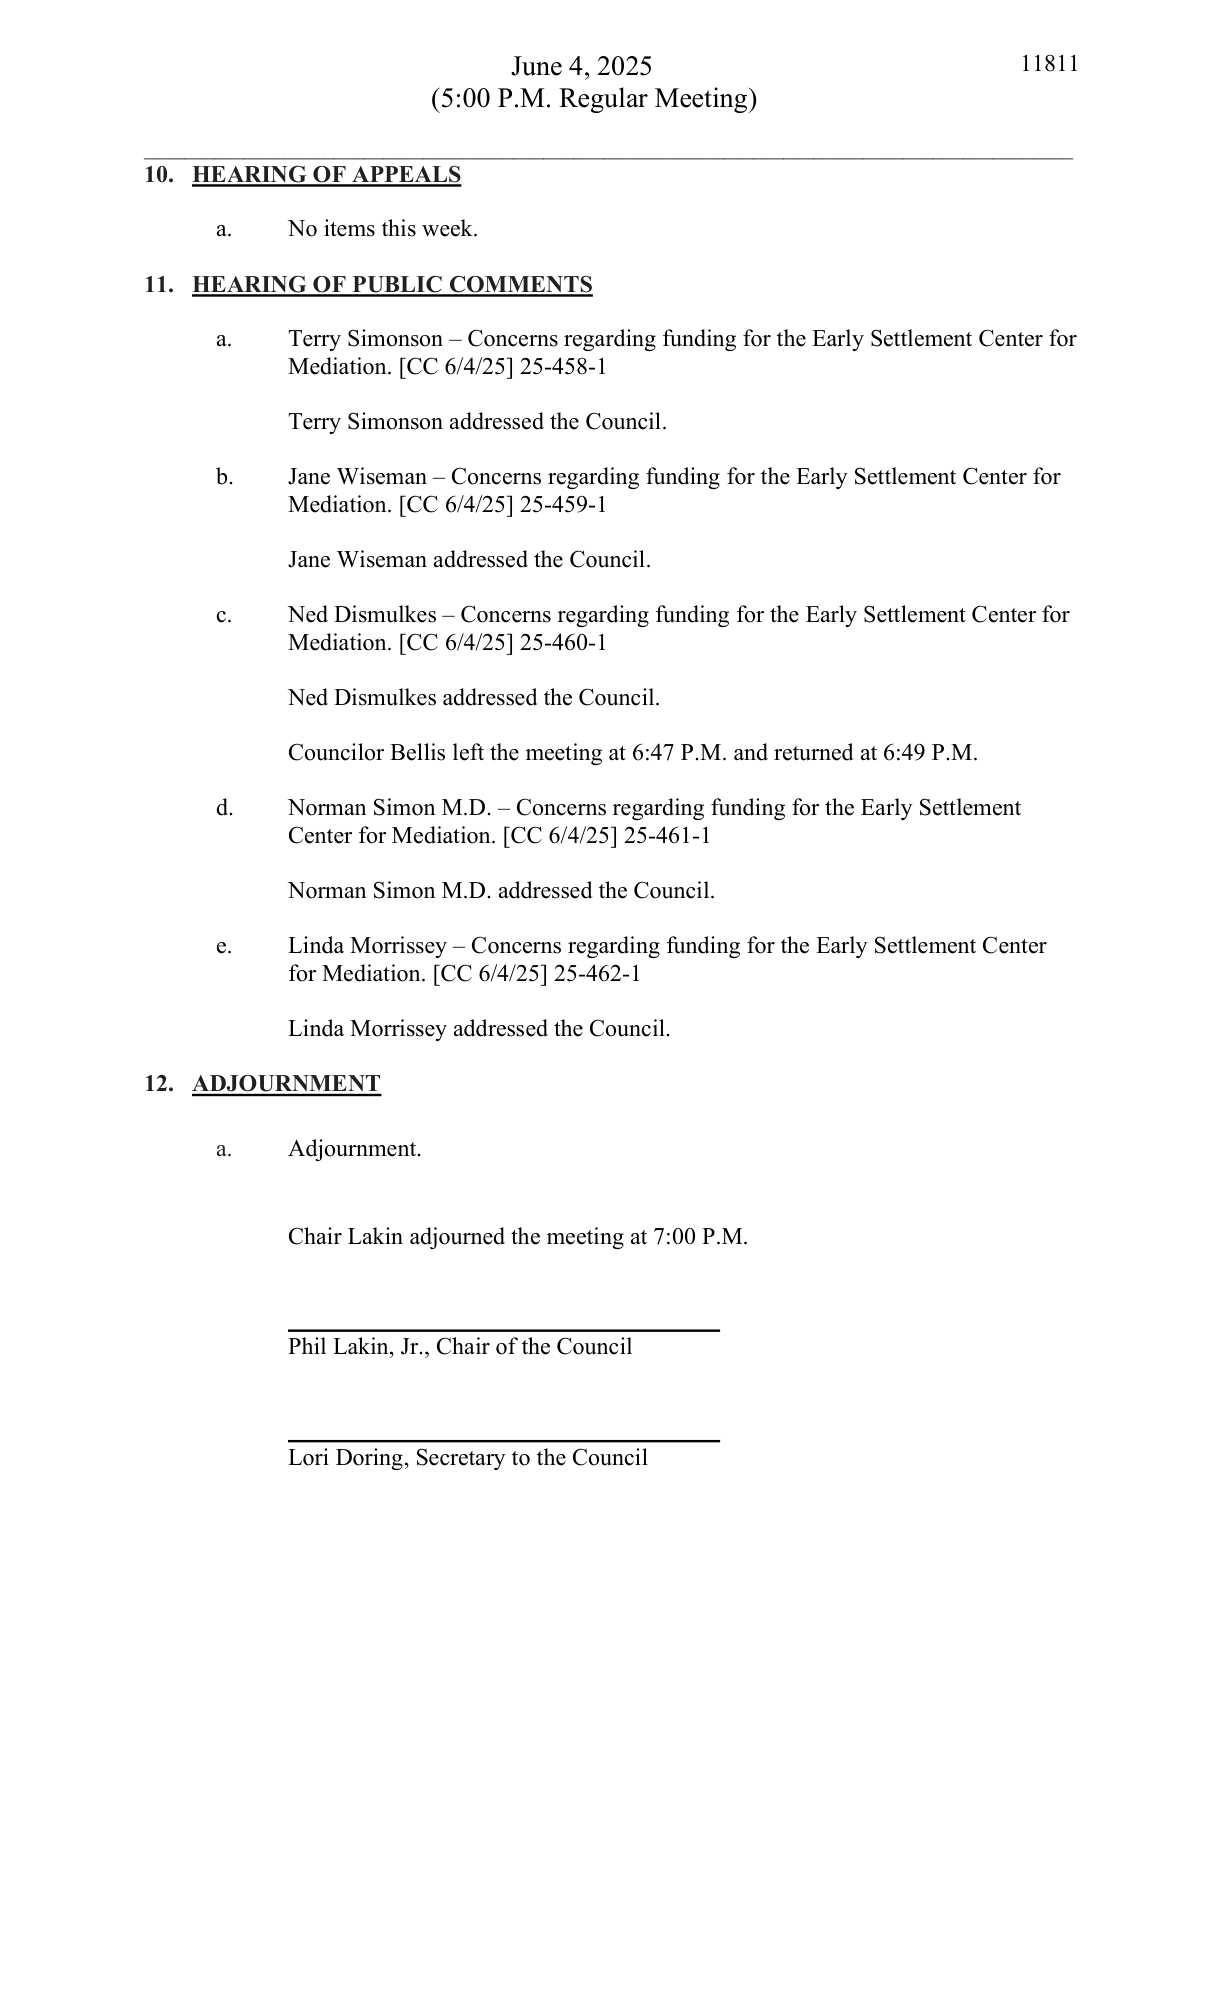 June 4, 2025
11811
(5:00 P.M. Regular Meeting)
10. HEARING OF APPEALS
a. No items this week.
11. HEARING OF PUBLIC COMMENTS
a. Terry Simonson – Concerns regarding funding for the Early Settlement Center for
Mediation. [CC 6/4/25] 25-458-1
Terry Simonson addressed the Council.
b. Jane Wiseman – Concerns regarding funding for the Early Settlement Center for
Mediation. [CC 6/4/25] 25-459-1
Jane Wiseman addressed the Council.
c. Ned Dismulkes – Concerns regarding funding for the Early Settlement Center for
Mediation. [CC 6/4/25] 25-460-1
Ned Dismulkes addressed the Council.
Councilor Bellis left the meeting at 6:47 P.M. and returned at 6:49 P.M.
d. Norman Simon M.D. – Concerns regarding funding for the Early Settlement
Center for Mediation. [CC 6/4/25] 25-461-1
Norman Simon M.D. addressed the Council.
e. Linda Morrissey – Concerns regarding funding for the Early Settlement Center
for Mediation. [CC 6/4/25] 25-462-1
Linda Morrissey addressed the Council.
12. ADJOURNMENT
a. Adjournment.
Chair Lakin adjourned the meeting at 7:00 P.M.
Phil Lakin, Jr., Chair of the Council
Lori Doring, Secretary to the Council